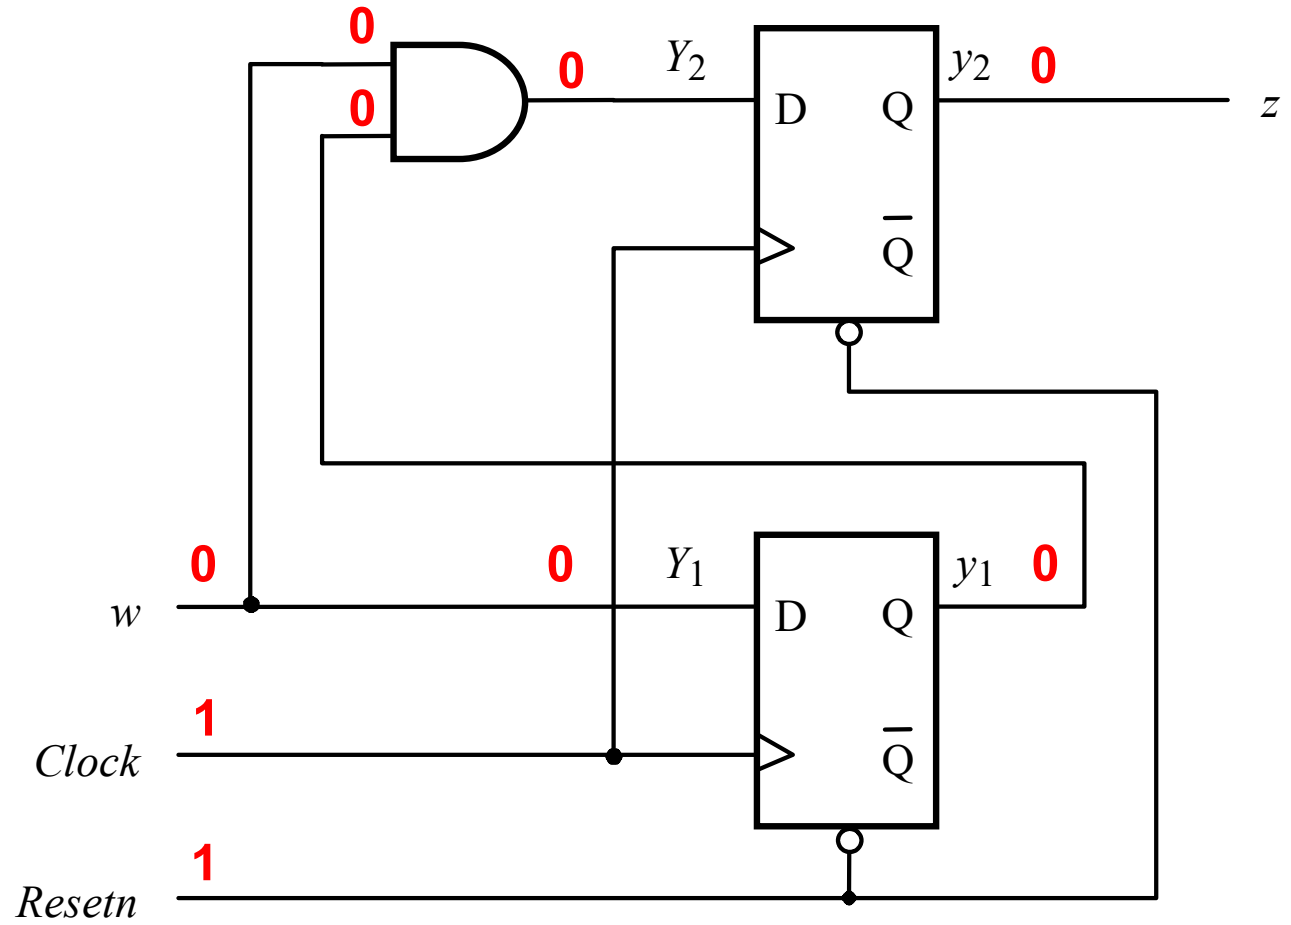 0
0 0 Y2 y2 0
D Q z
Q̅
0 0 Y1 y1 0
w D Q
1
Clock Q̅
1
Resetn